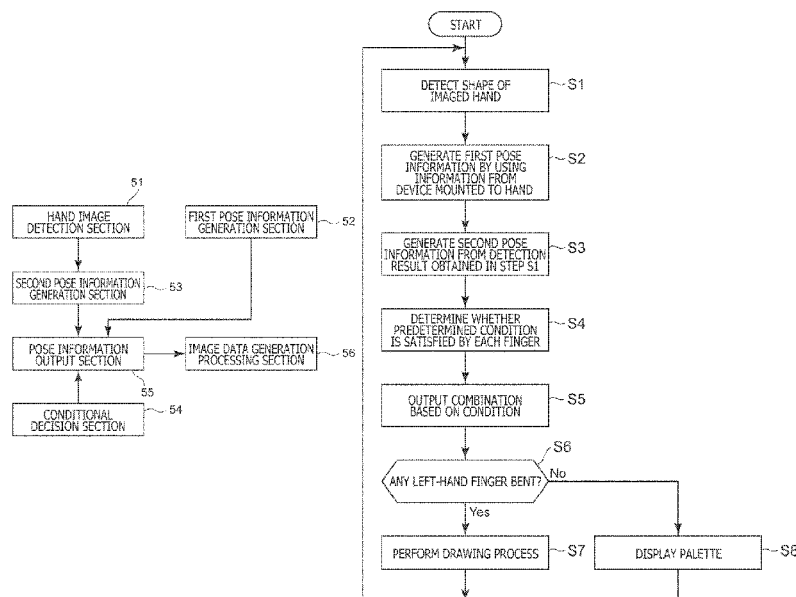 51
HAND IMAGE
DETECTION SECTION
FIRST POSE INFORMATION
GENERATION SECTION
52
SECOND POSE INFORMATION
GENERATION SECTION
53
POSE INFORMATION
OUTPUT SECTION
55
IMAGE DATA GENERATION
PROCESSING SECTION
56
CONDITIONAL
DECISION SECTION
54
START
DETECT SHAPE OF
IMAGED HAND
S1
GENERATE FIRST POSE
INFORMATION BY USING
INFORMATION FROM
DEVICE MOUNTED TO HAND
S2
GENERATE SECOND POSE
INFORMATION FROM DETECTION
RESULT OBTAINED IN STEP S1
S3
DETERMINE WHETHER
PREDETERMINED CONDITION
IS SATISFIED BY EACH FINGER
S4
OUTPUT COMBINATION
BASED ON CONDITION
S5
S6
ANY LEFT-HAND FINGER BENT?
No
Yes
PERFORM DRAWING PROCESS
S7
DISPLAY PALETTE
S8